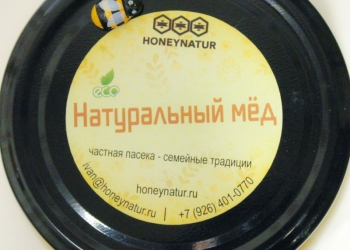 HONEYNATUR
eco
Натуральный мёд
частная пасека - семейные традиции
honeynatur.ru
ivan@honeynatur.ru | +7 (926) 401-0770